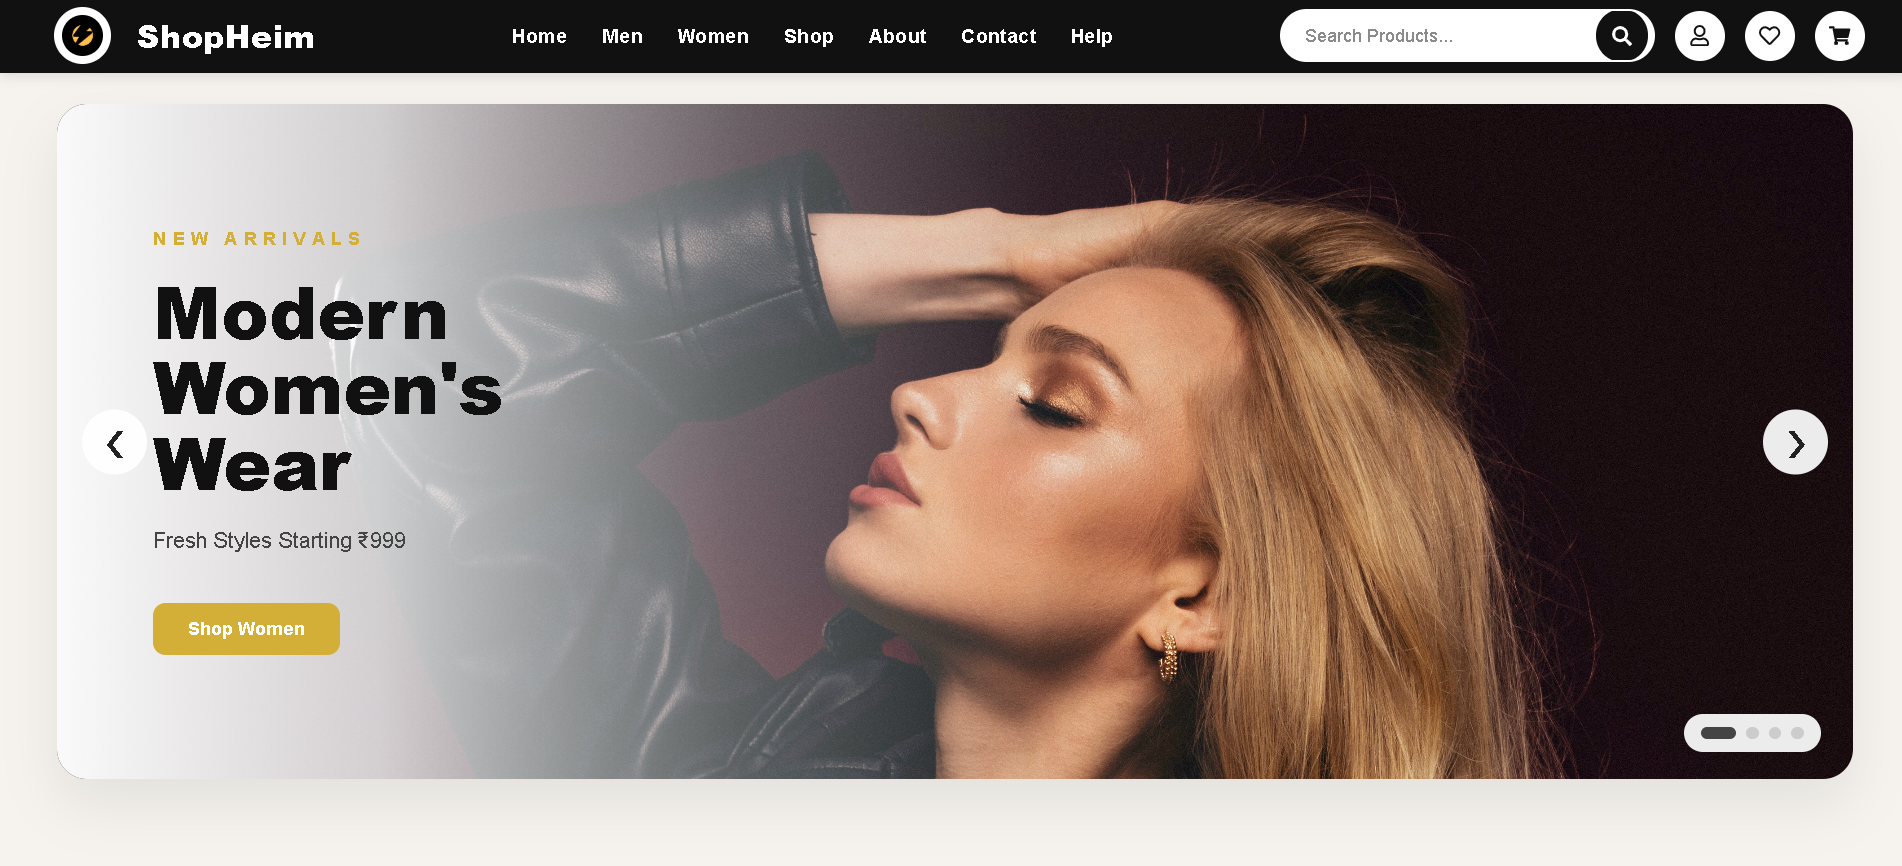 ShopHeim
Home Men Women Shop About Contact Help
Search Products...
NEW ARRIVALS
Modern
Women's
Wear
Fresh Styles Starting ₹999
Shop Women